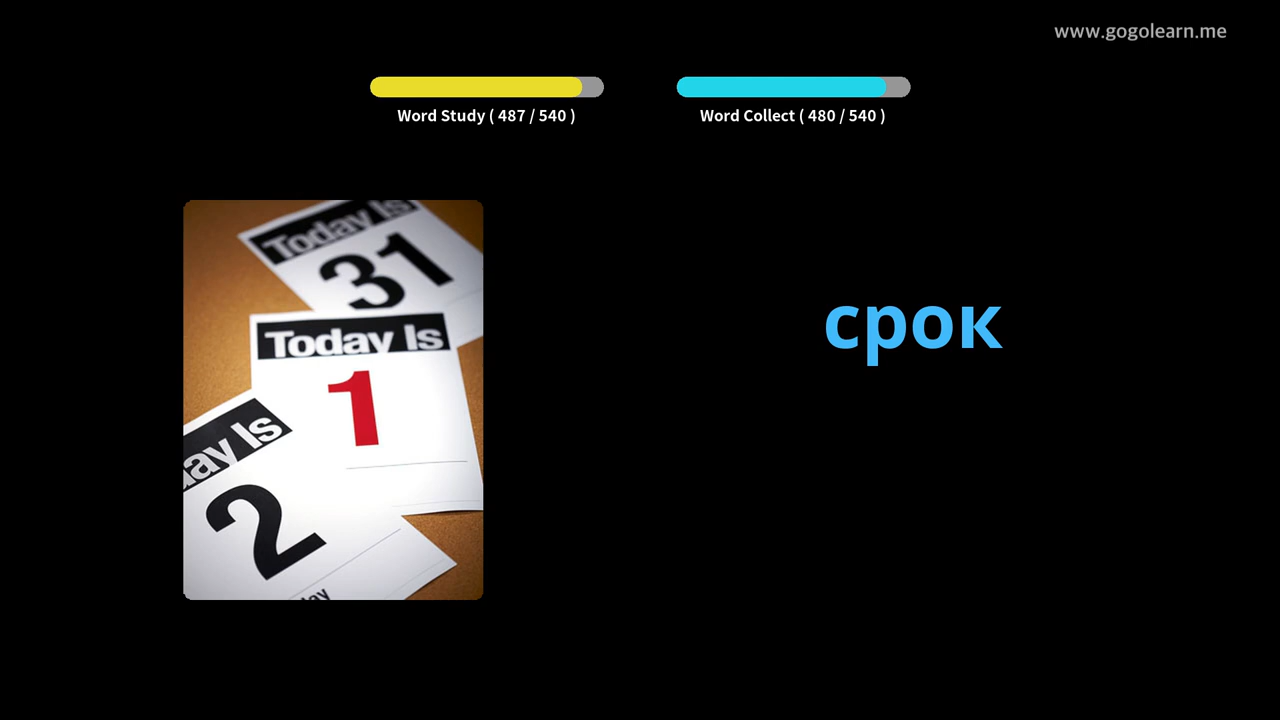 www.gogolearn.me
Word Study ( 487 / 540 )
Word Collect ( 480 / 540 )
Today Is
31
Today Is
1
ay Is
2
ay
срок